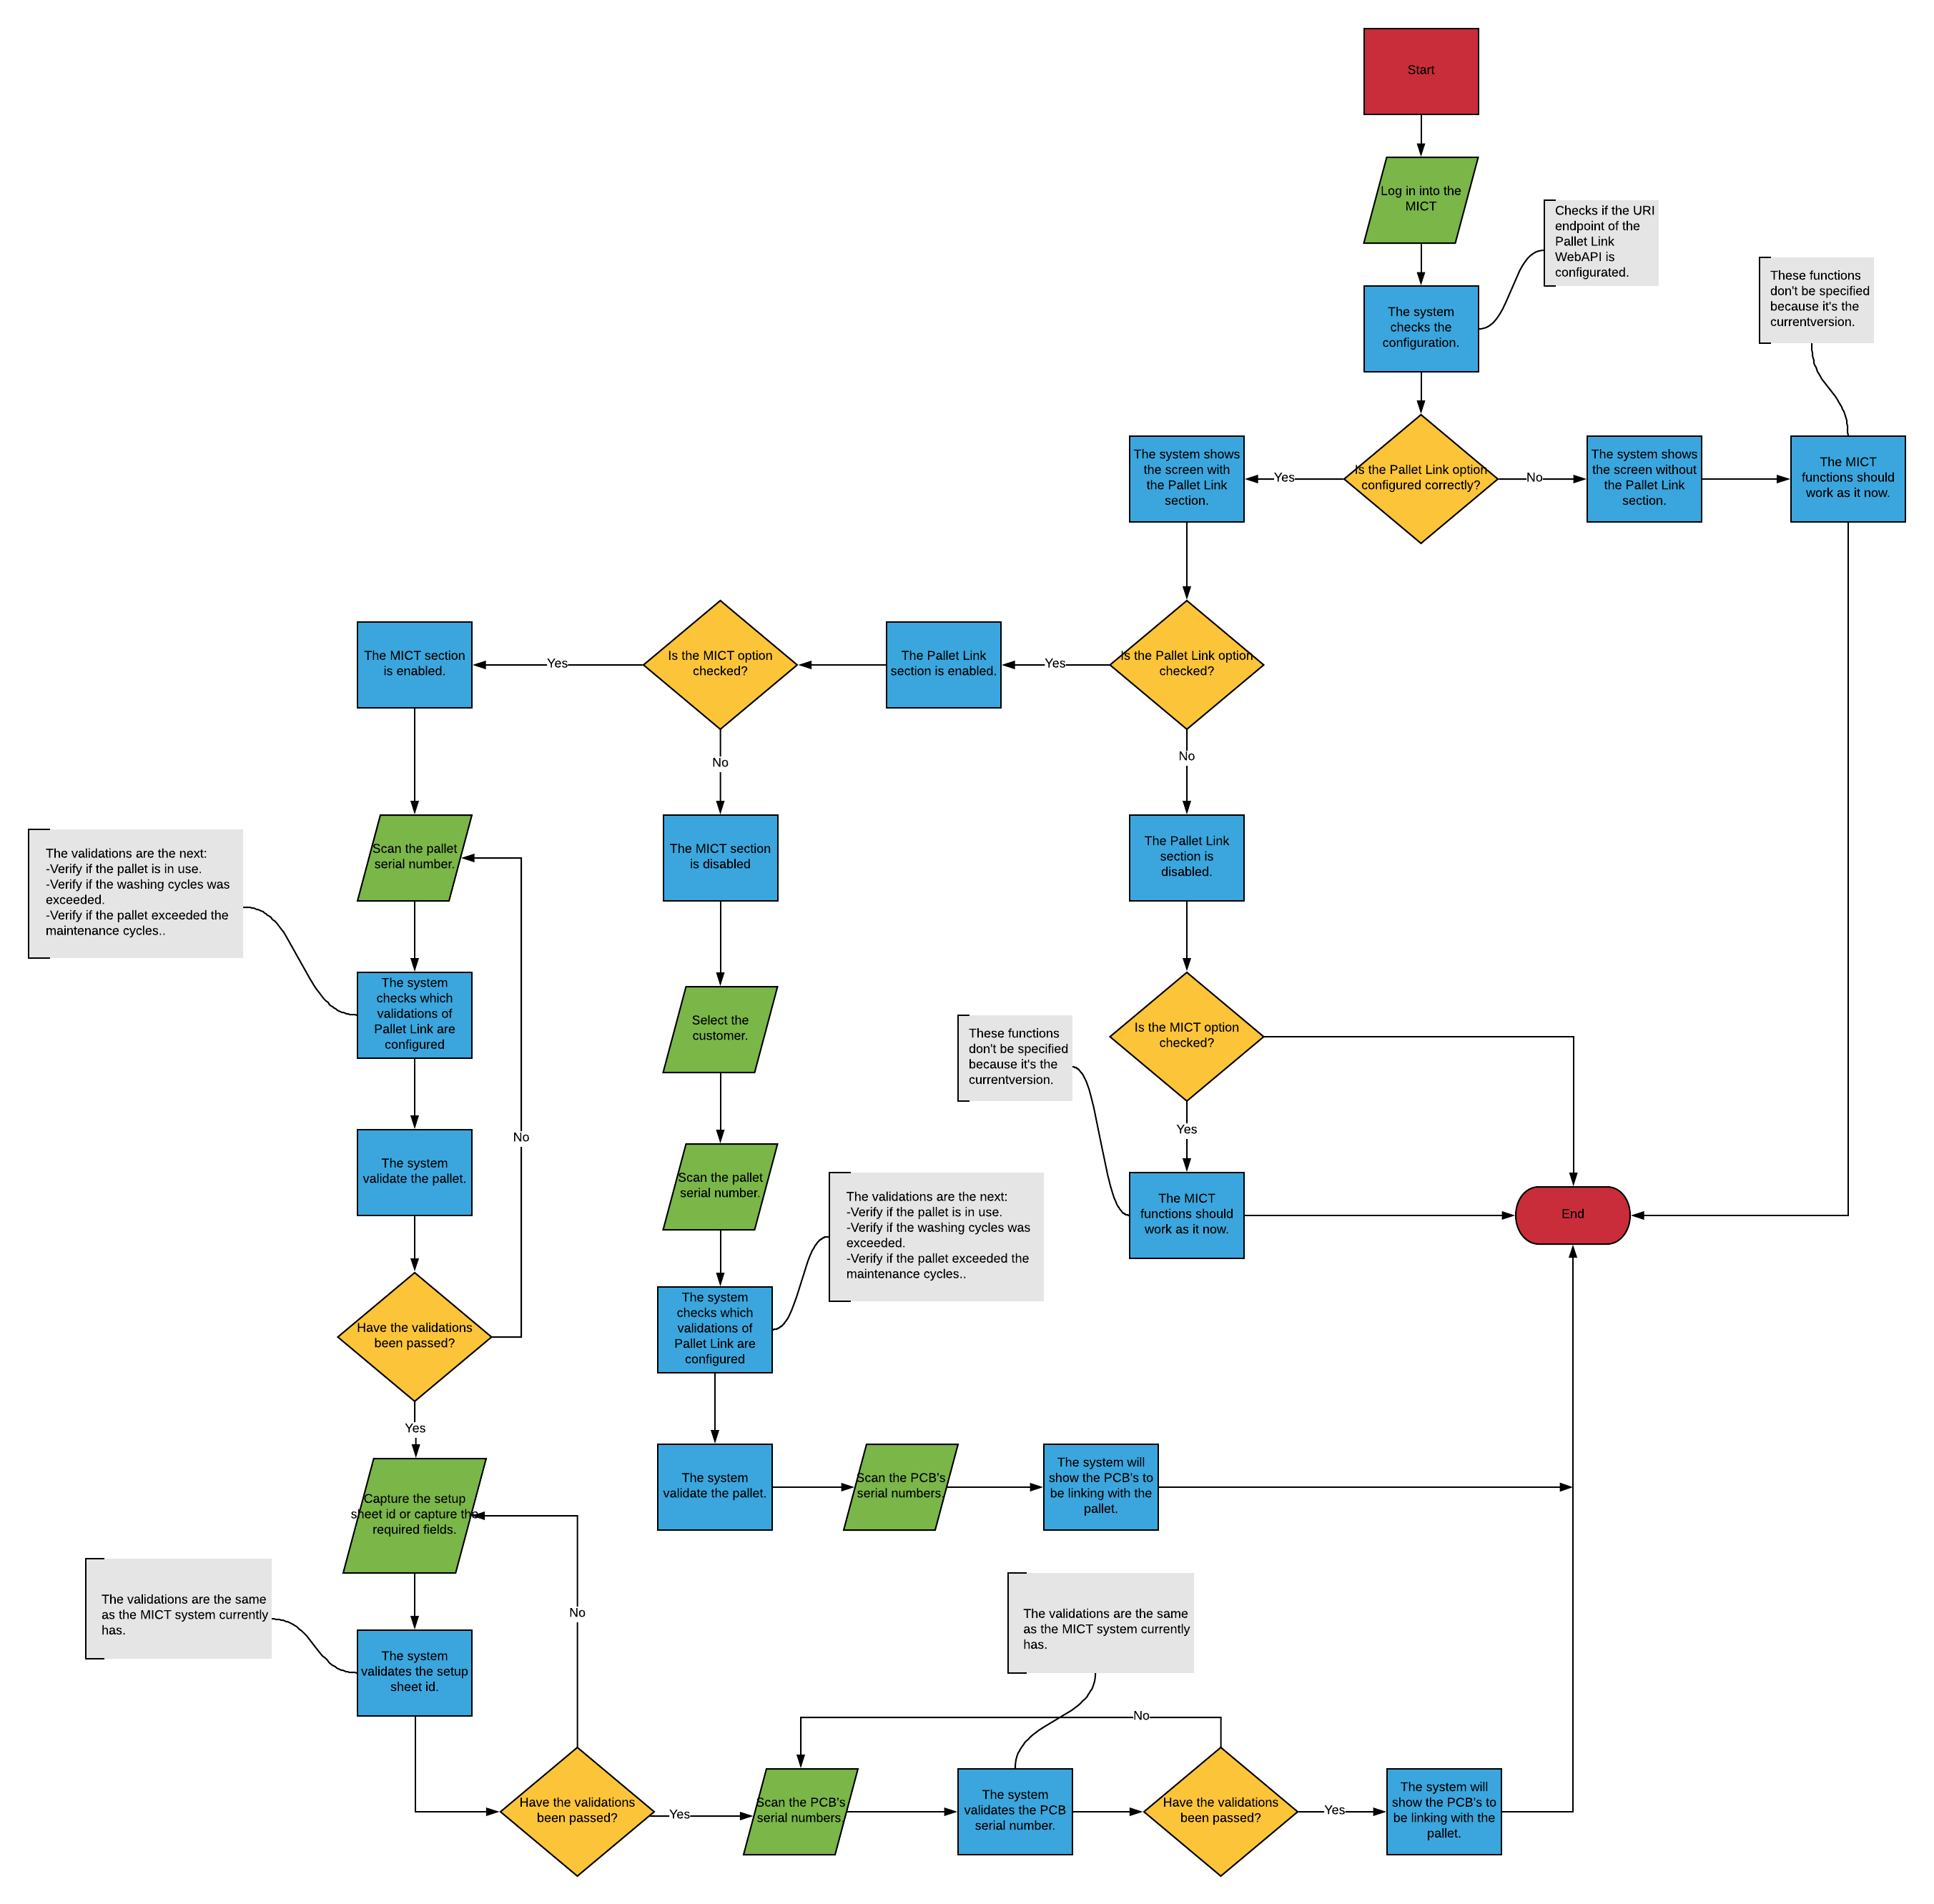 Start
Log in into the
MICT
Checks if the URI
endpoint of the
Pallet Link
WebAPI is
configurated.
These functions
don't be specified
because it's the
currentversion.
The system
checks the
configuration.
The system shows
the screen with
the Pallet Link
section.
Yes
Is the Pallet Link option
configured correctly?
No
The system shows
the screen without
the Pallet Link
section.
The MICT
functions should
work as it now.
The MICT section
is enabled.
Yes
Is the MICT option
checked?
The Pallet Link
section is enabled.
Yes
Is the Pallet Link option
checked?
No
No
The validations are the next:
-Verify if the pallet is in use.
-Verify if the washing cycles was
exceeded.
-Verify if the pallet exceeded the
maintenance cycles..
Scan the pallet
serial number.
The MICT section
is disabled
The Pallet Link
section is
disabled.
The system
checks which
validations of
Pallet Link are
configured
Select the
customer.
These functions
don't be specified
because it's the
currentversion.
Is the MICT option
checked?
No
Yes
The system
validate the pallet.
Scan the pallet
serial number.
The validations are the next:
-Verify if the pallet is in use.
-Verify if the washing cycles was
exceeded.
-Verify if the pallet exceeded the
maintenance cycles..
The MICT
functions should
work as it now.
End
Have the validations
been passed?
The system
checks which
validations of
Pallet Link are
configured
Yes
The system
validate the pallet.
Scan the PCB's
serial numbers
The system will
show the PCB's to
be linking with the
pallet.
Capture the setup
sheet id or capture the
required fields.
The validations are the same
as the MICT system currently
has.
No
The validations are the same
as the MICT system currently
has.
The system
validates the setup
sheet id.
No
Have the validations
been passed?
Yes
Scan the PCB's
serial numbers
The system
validates the PCB
serial number.
Have the validations
been passed?
Yes
The system will
show the PCB's to
be linking with the
pallet.